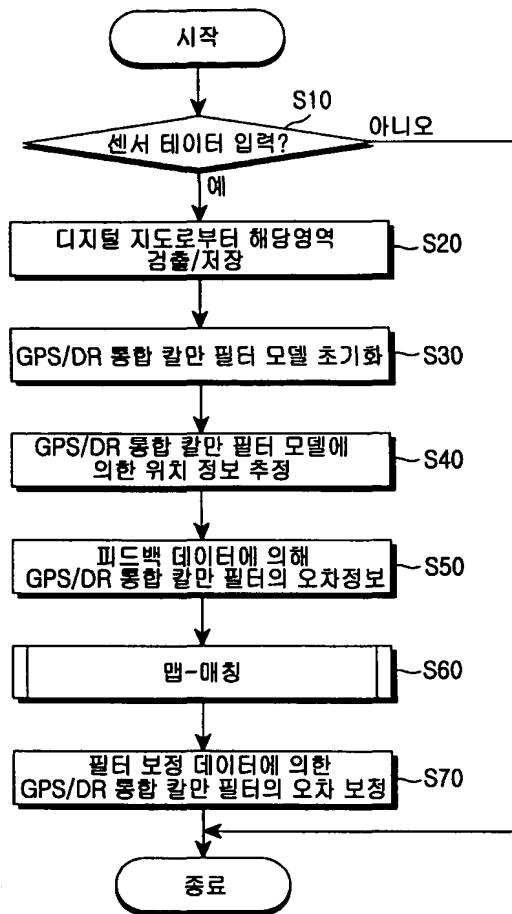 시작
S10
센서 테이터 입력?
아니오
예
디지털 지도로부터 해당영역
검출/저장
S20
GPS/DR 통합 칼만 필터 모델 초기화
S30
GPS/DR 통합 칼만 필터 모델에
의한 위치 정보 추정
S40
피드백 데이터에 의해
GPS/DR 통합 칼만 필터의 오차정보
S50
맵-매칭
S60
필터 보정 데이터에 의한
GPS/DR 통합 칼만 필터의 오차 보정
S70
종료